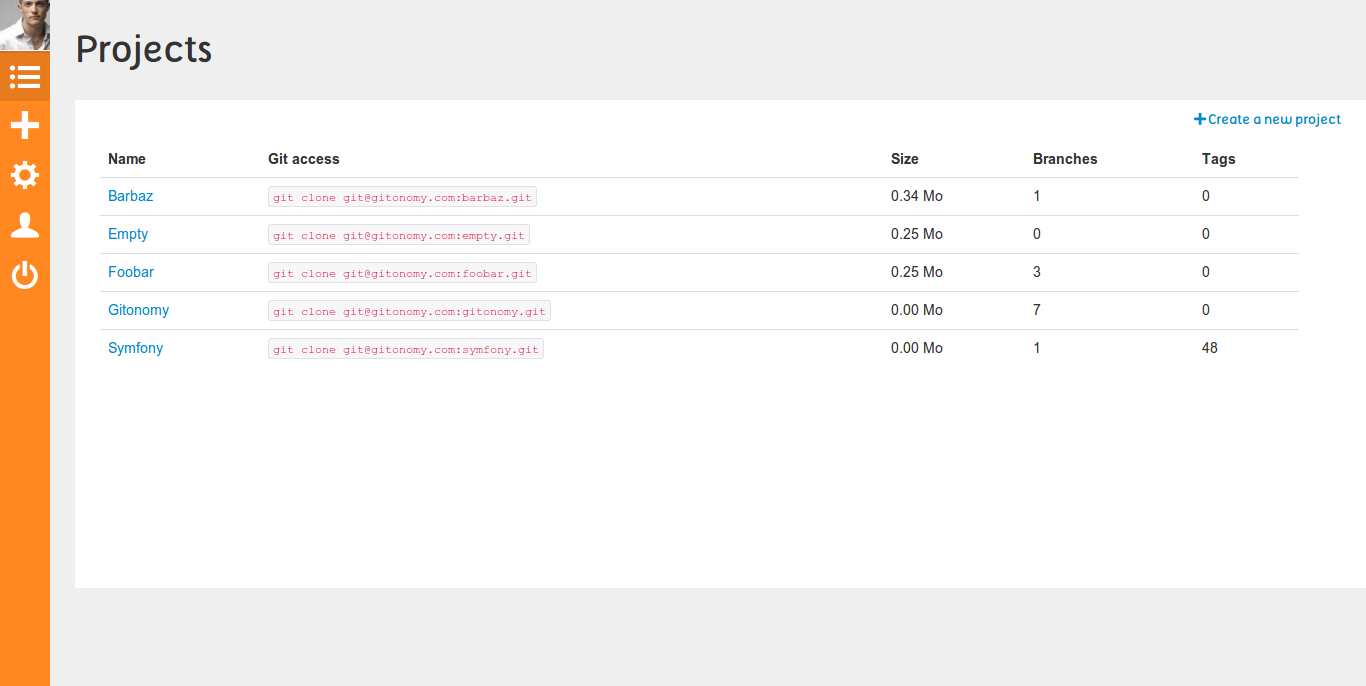 Projects
Create a new project
Name Git access Size Branches Tags
Barbaz git clone git@gitonomy.com:barbaz.git 0.34 Mo 1 0
Empty git clone git@gitonomy.com:empty.git 0.25 Mo 0 0
Foobar git clone git@gitonomy.com:foobar.git 0.25 Mo 3 0
Gitonomy git clone git@gitonomy.com:gitonomy.git 0.00 Mo 7 0
Symfony git clone git@gitonomy.com:symfony.git 0.00 Mo 1 48